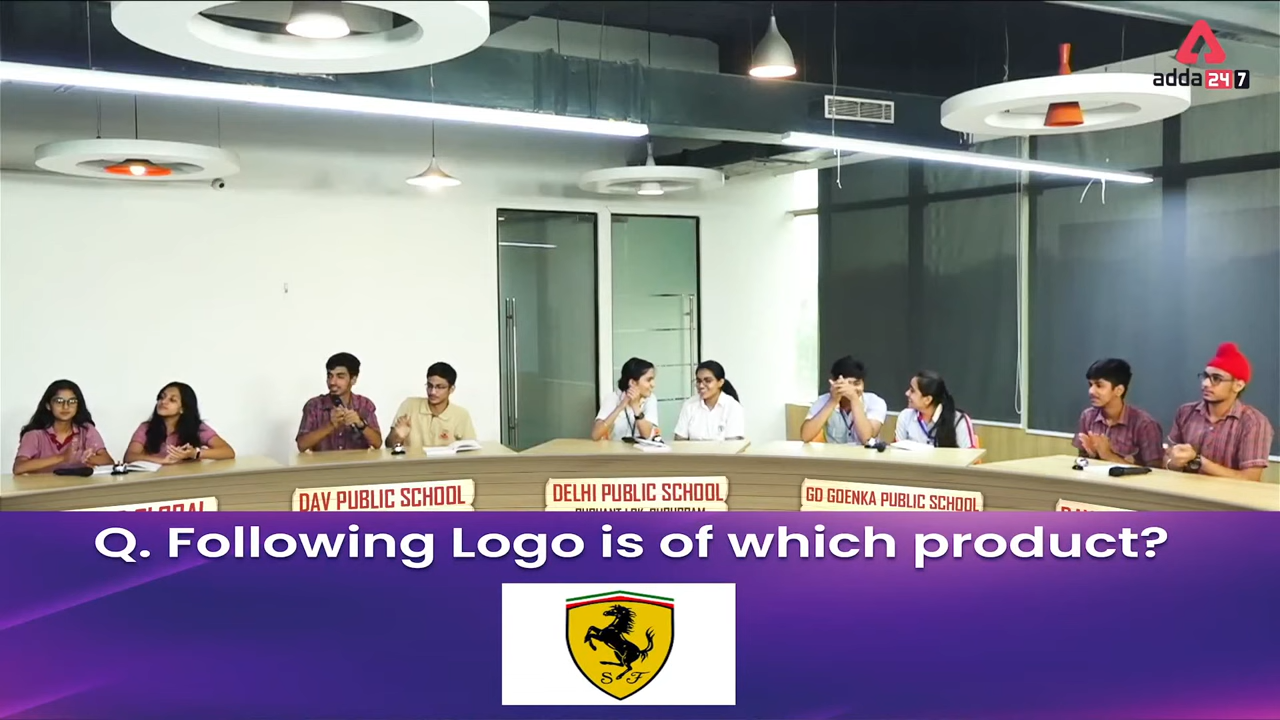 adda 24 7
GLOBAL
DAV PUBLIC SCHOOL
DELHI PUBLIC SCHOOL
GD GOENKA PUBLIC SCHOOL
Q. Following Logo is of which product?
S F